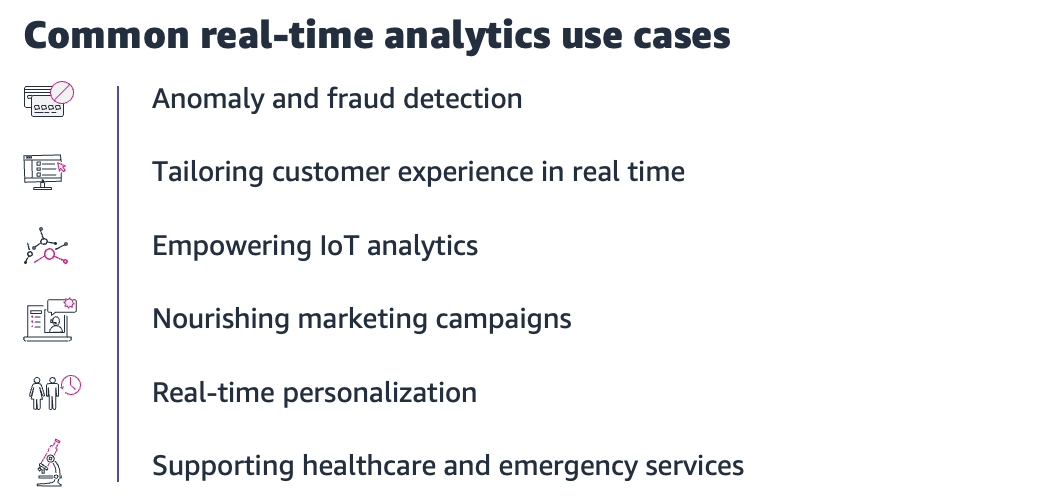 Common real-time analytics use cases
Anomaly and fraud detection
Tailoring customer experience in real time
Empowering IoT analytics
Nourishing marketing campaigns
Real-time personalization
Supporting healthcare and emergency services